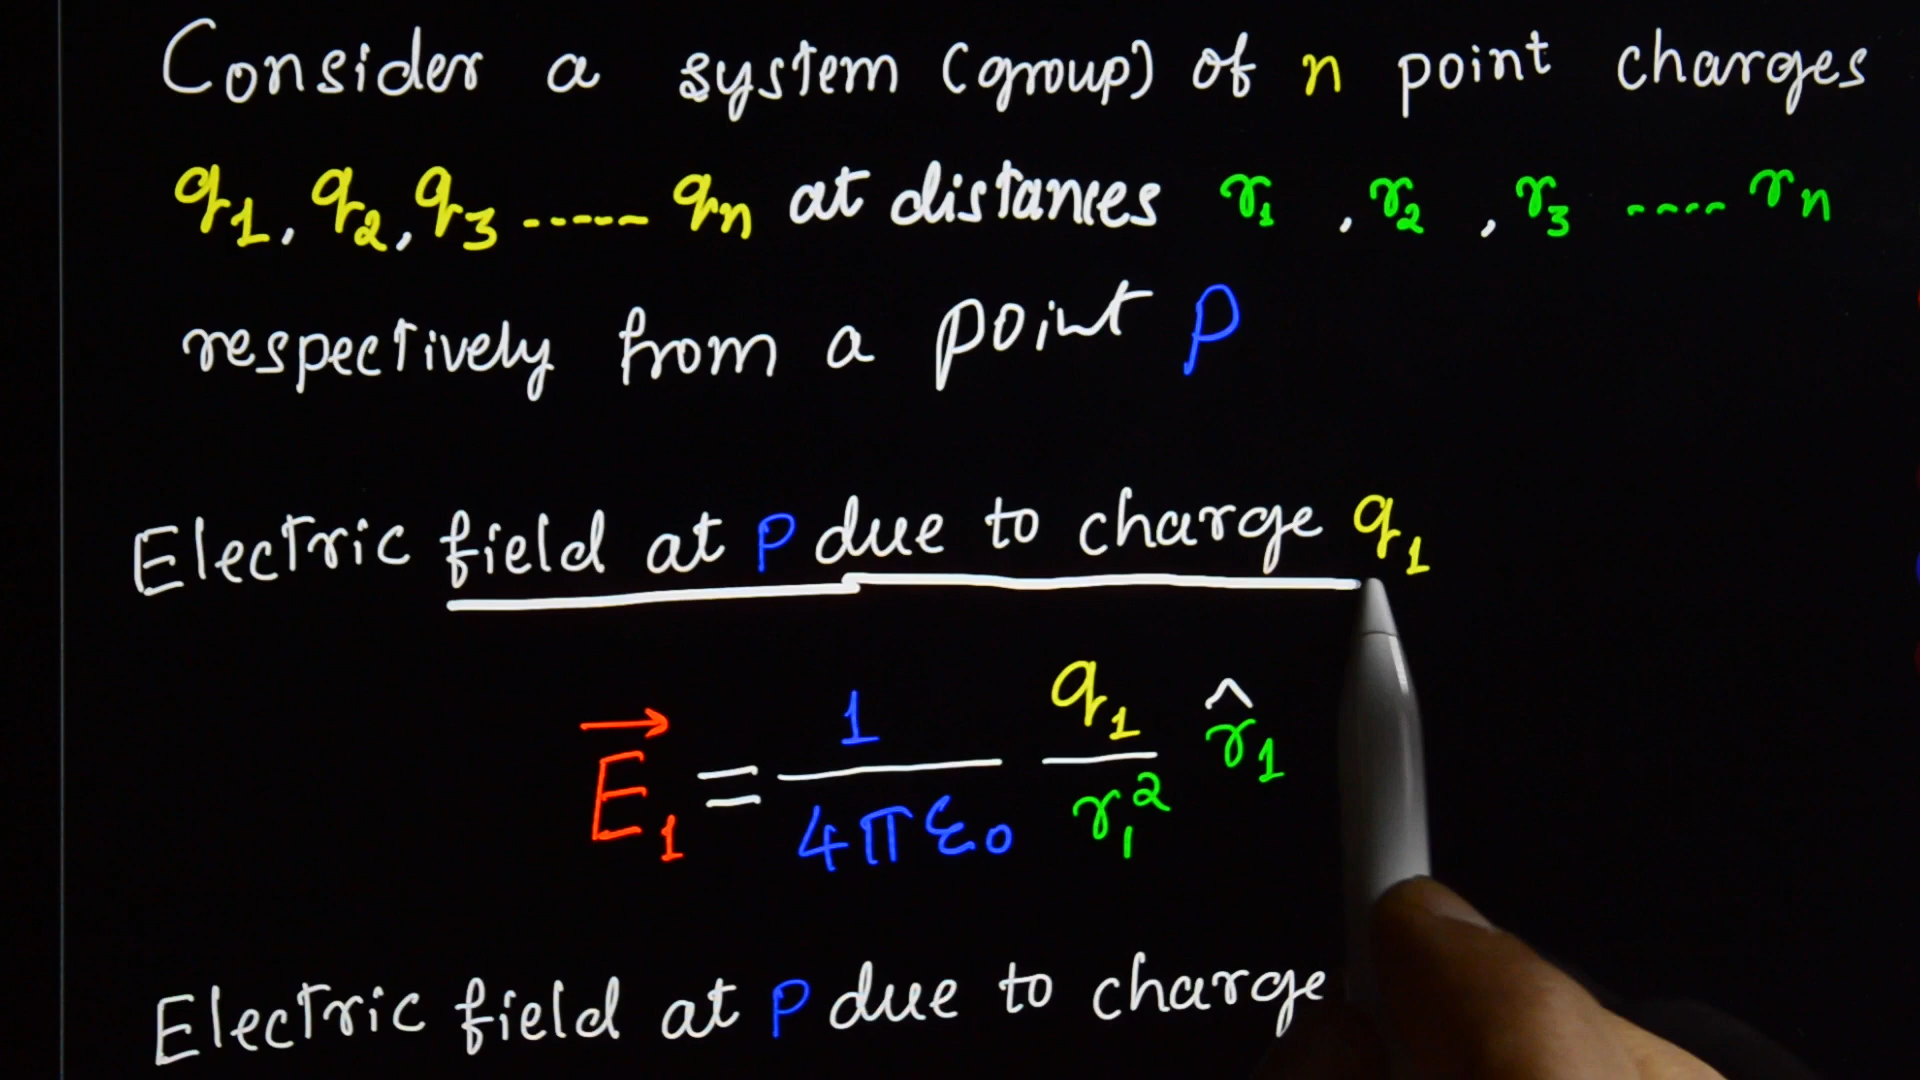 Consider a system (group) of n point charges
q₁, q₂, q₃ ----- qₙ at distances r₁ , r₂ , r₃ ---- rₙ
respectively from a point P
Electric field at P due to charge q₁
E⃗₁ = 1/4πε₀ q₁/r₁² r̂₁
Electric field at P due to charge